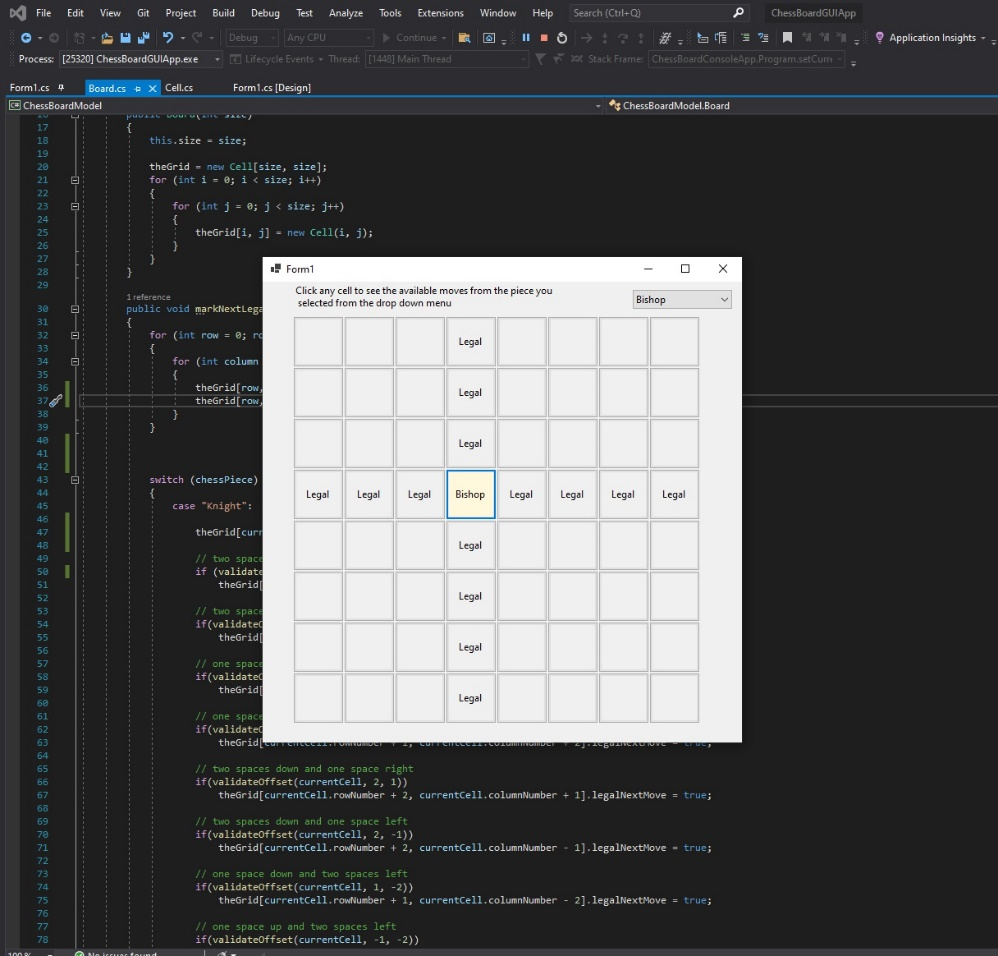 File Edit View Git Project Build Debug Test Analyze Tools Extensions Window Help Search (Ctrl+Q) ChessBoardGUIApp
Debug Any CPU Continue Application Insights
Process: [25320] ChessBoardGUIApp.exe Lifecycle Events Thread: [1448] Main Thread Stack Frame: ChessBoardConsoleApp.Program.setCurr
Form1.cs Board.cs Cell.cs Form1.cs [Design]
ChessBoardModel ChessBoardModel.Board
16 public Board(int size)
17 {
18 this.size = size;
19
20 theGrid = new Cell[size, size];
21 for (int i = 0; i < size; i++)
22 {
23 for (int j = 0; j < size; j++)
24 {
25 theGrid[i, j] = new Cell(i, j);
26 }
27 }
28 }
29
1 reference
30 public void markNextLega
31 {
32 for (int row = 0; ro
33 {
34 for (int column
35 {
36 theGrid[row,
37 theGrid[row,
38 }
39 }
40
41
42
43 switch (chessPiece)
44 {
45 case "Knight":
46
47 theGrid[curr
48
49 // two space
50 if (validate
51 theGrid[
52
53 // two space
54 if(validateO
55 theGrid[
56
57 // one space
58 if(validateO
59 theGrid[
60
61 // one space
62 if(validateO
63 theGrid[currentCell.rowNumber + 1, currentCell.columnNumber + 2].legalNextMove = true;
64
65 // two spaces down and one space right
66 if(validateOffset(currentCell, 2, 1))
67 theGrid[currentCell.rowNumber + 2, currentCell.columnNumber + 1].legalNextMove = true;
68
69 // two spaces down and one space left
70 if(validateOffset(currentCell, 2, -1))
71 theGrid[currentCell.rowNumber + 2, currentCell.columnNumber - 1].legalNextMove = true;
72
73 // one space down and two spaces left
74 if(validateOffset(currentCell, 1, -2))
75 theGrid[currentCell.rowNumber + 1, currentCell.columnNumber - 2].legalNextMove = true;
76
77 // one space up and two spaces left
78 if(validateOffset(currentCell, -1, -2))
100 % No issues found
Form1
Click any cell to see the available moves from the piece you
selected from the drop down menu
Bishop
Legal
Legal
Legal
Legal Legal Legal Bishop Legal Legal Legal Legal
Legal
Legal
Legal
Legal